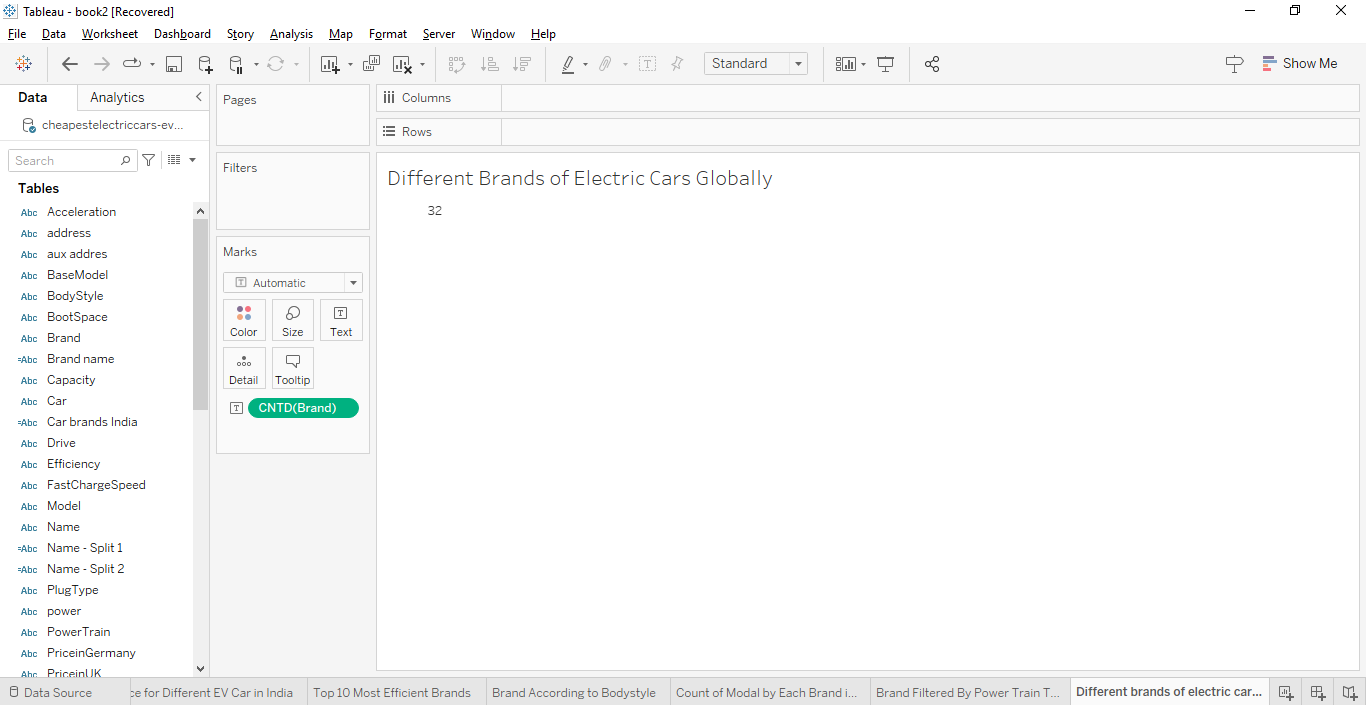 Tableau - book2 [Recovered]
File Data Worksheet Dashboard Story Analysis Map Format Server Window Help
Standard
Show Me
Data Analytics
cheapestelectriccars-ev...
Search
Tables
Abc Acceleration
Abc address
Abc aux addres
Abc BaseModel
Abc BodyStyle
Abc BootSpace
Abc Brand
=Abc Brand name
Abc Capacity
Abc Car
=Abc Car brands India
Abc Drive
Abc Efficiency
Abc FastChargeSpeed
Abc Model
Abc Name
=Abc Name - Split 1
=Abc Name - Split 2
Abc PlugType
Abc power
Abc PowerTrain
Abc PriceinGermany
Abc PriceinUK
Pages
Filters
Marks
T Automatic
Color Size T Text
Detail Tooltip
T CNTD(Brand)
Columns
Rows
Different Brands of Electric Cars Globally
32
Data Source
ce for Different EV Car in India
Top 10 Most Efficient Brands
Brand According to Bodystyle
Count of Modal by Each Brand i...
Brand Filtered By Power Train T...
Different brands of electric car...